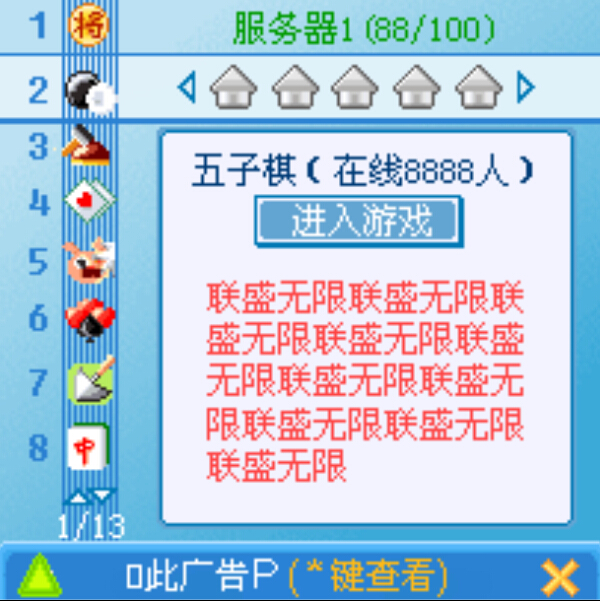 1 将 服务器1(88/100)
2
3
五子棋(在线8888人)
4
进入游戏
5
联盛无限联盛无限联
6
盛无限联盛无限联盛
7
无限联盛无限联盛无
限联盛无限联盛无限
8 中
联盛无限
1/13
此广告P(*键查看)